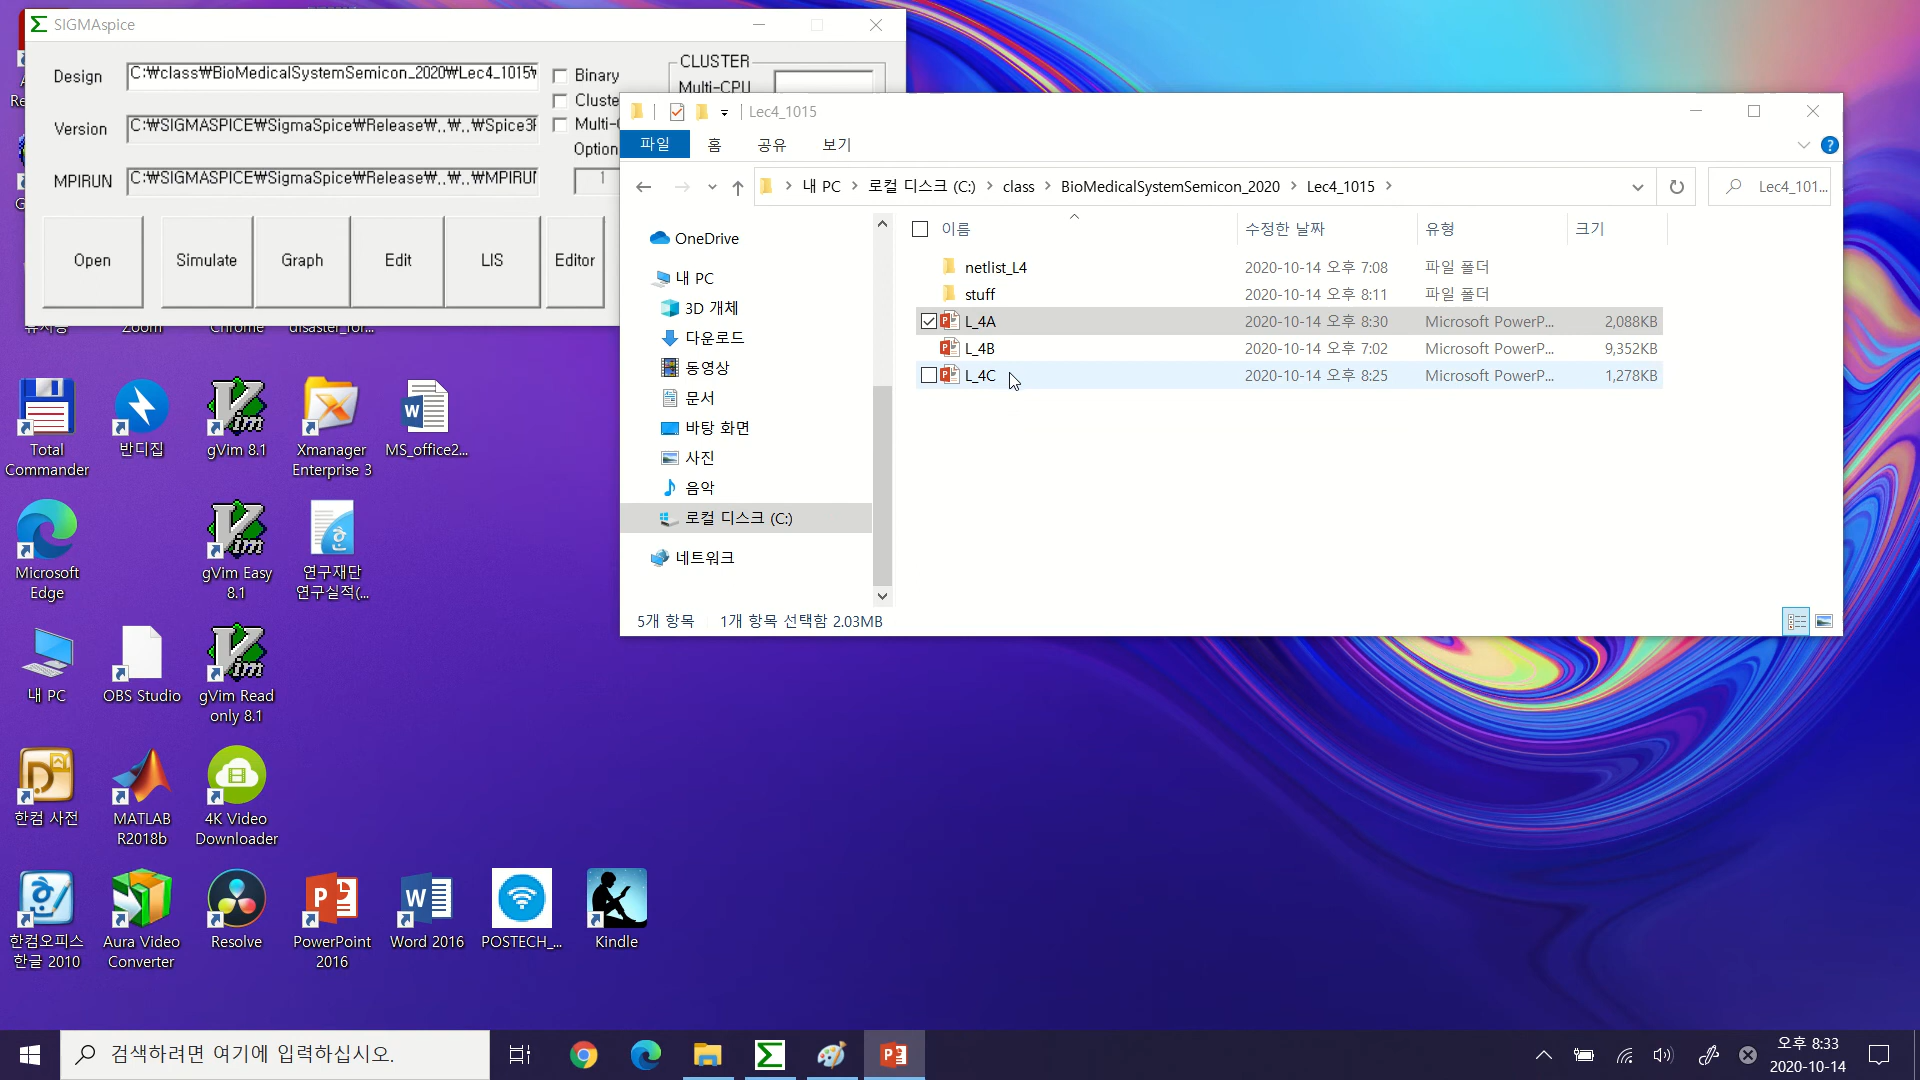 SIGMAspice
Design
C:₩class₩BioMedicalSystemSemicon_2020₩Lec4_1015₩
Binary
CLUSTER
Multi-CPU
Cluste
Version
C:₩SIGMASPICE₩SigmaSpice₩Release₩..₩..₩Spice3
Multi-
Option
MPIRUN
C:₩SIGMASPICE₩SigmaSpice₩Release₩..₩..₩MPIRU
1
Open
Simulate
Graph
Edit
LIS
Editor
Lec4_1015
파일
홈
공유
보기
내 PC
로컬 디스크 (C:)
class
BioMedicalSystemSemicon_2020
Lec4_1015
Lec4_101...
OneDrive
내 PC
3D 개체
다운로드
동영상
문서
바탕 화면
사진
음악
로컬 디스크 (C:)
네트워크
이름
수정한 날짜
유형
크기
netlist_L4
2020-10-14 오후 7:08
파일 폴더
stuff
2020-10-14 오후 8:11
파일 폴더
L_4A
2020-10-14 오후 8:30
Microsoft PowerP...
2,088KB
L_4B
2020-10-14 오후 7:02
Microsoft PowerP...
9,352KB
L_4C
2020-10-14 오후 8:25
Microsoft PowerP...
1,278KB
5개 항목
1개 항목 선택함 2.03MB
Zoom
Chrome
disaster_for...
Total
Commander
반디집
gVim 8.1
Xmanager
Enterprise 3
MS_office2...
Microsoft
Edge
gVim Easy
8.1
연구재단
연구실적(...
내 PC
OBS Studio
gVim Read
only 8.1
한컴 사전
MATLAB
R2018b
4K Video
Downloader
한컴오피스
한글 2010
Aura Video
Converter
Resolve
PowerPoint
2016
Word 2016
POSTECH_...
Kindle
검색하려면 여기에 입력하십시오.
오후 8:33
2020-10-14